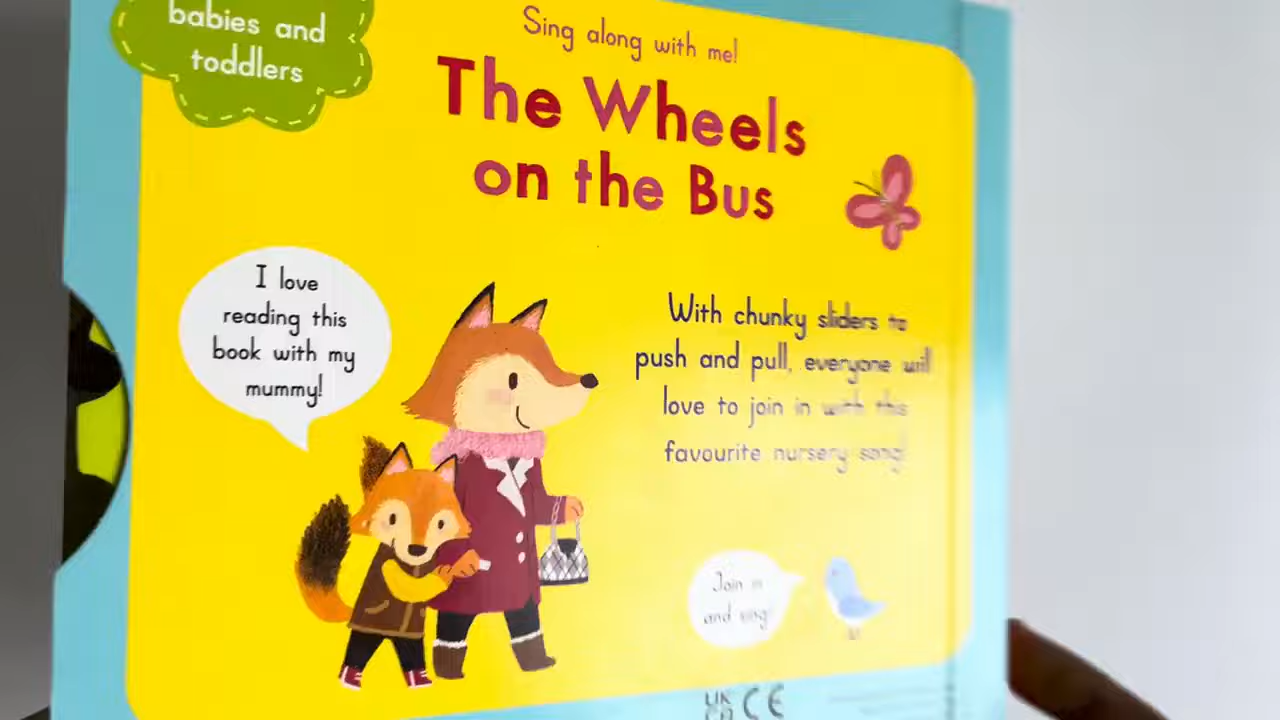 babies and
toddlers
Sing along with me!
The Wheels
on the Bus
I love
reading this
book with my
mummy!
With chunky sliders to
push and pull, everyone will
love to join in with this
favourite nursery song!
Join in
and sing!
UK
CA CE